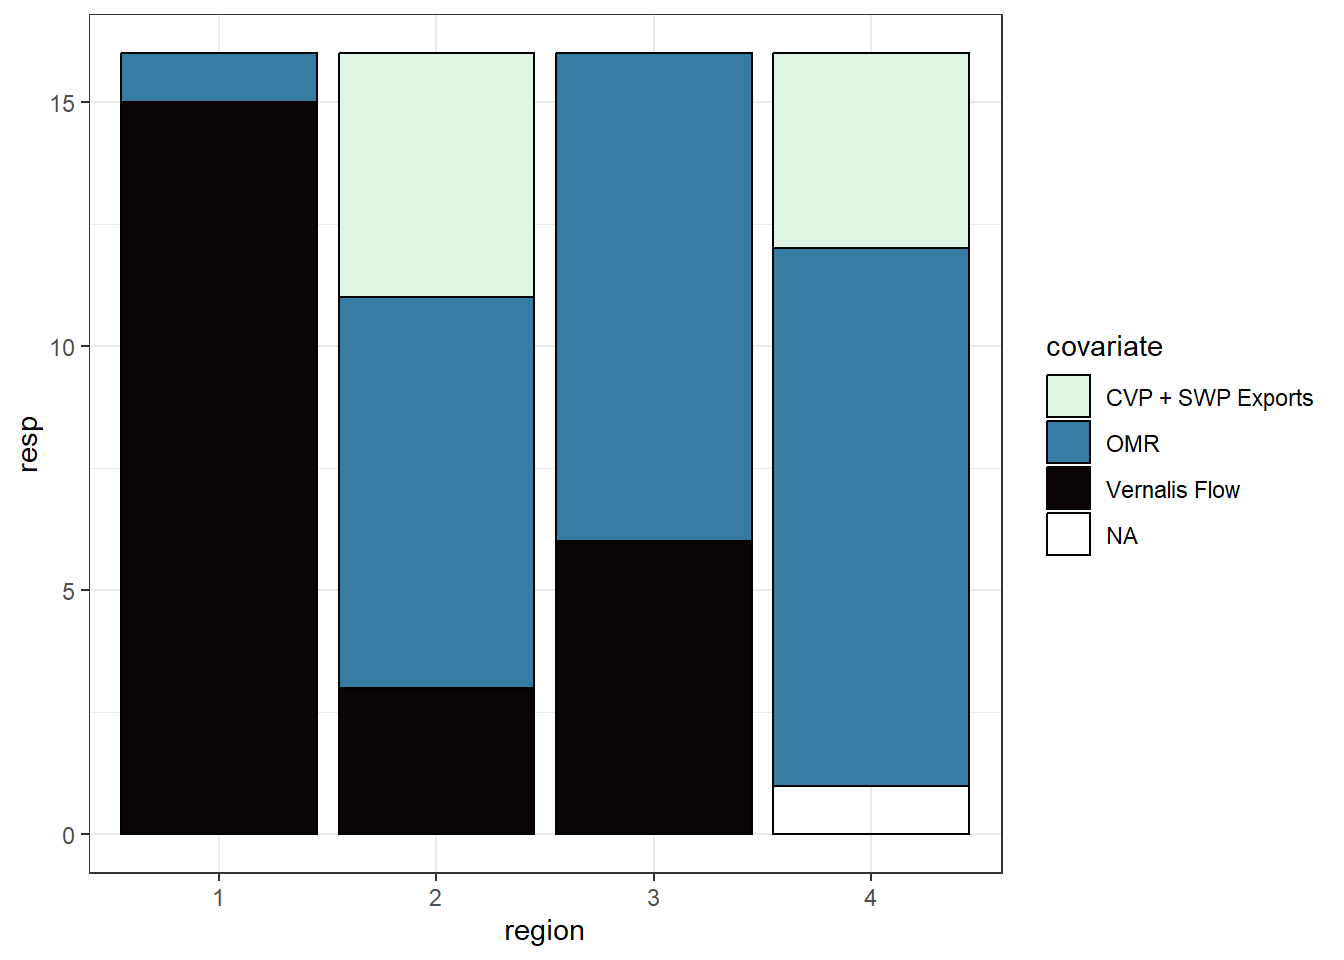 15
10
5
0
resp
1
2
3
4
region
covariate
CVP + SWP Exports
OMR
Vernalis Flow
NA